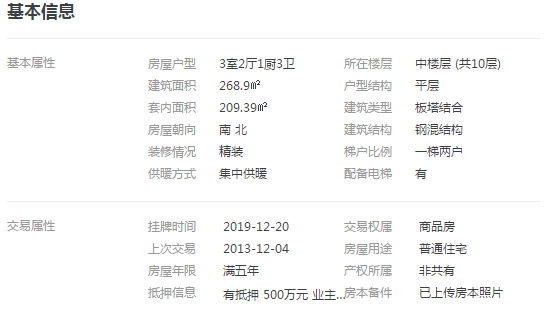 基本信息
基本属性 房屋户型 3室2厅1厨3卫 所在楼层 中楼层 (共10层)
建筑面积 268.9㎡ 户型结构 平层
套内面积 209.39㎡ 建筑类型 板塔结合
房屋朝向 南 北 建筑结构 钢混结构
装修情况 精装 梯户比例 一梯两户
供暖方式 集中供暖 配备电梯 有
交易属性 挂牌时间 2019-12-20 交易权属 商品房
上次交易 2013-12-04 房屋用途 普通住宅
房屋年限 满五年 产权所属 非共有
抵押信息 有抵押 500万元 业主... 房本备件 已上传房本照片